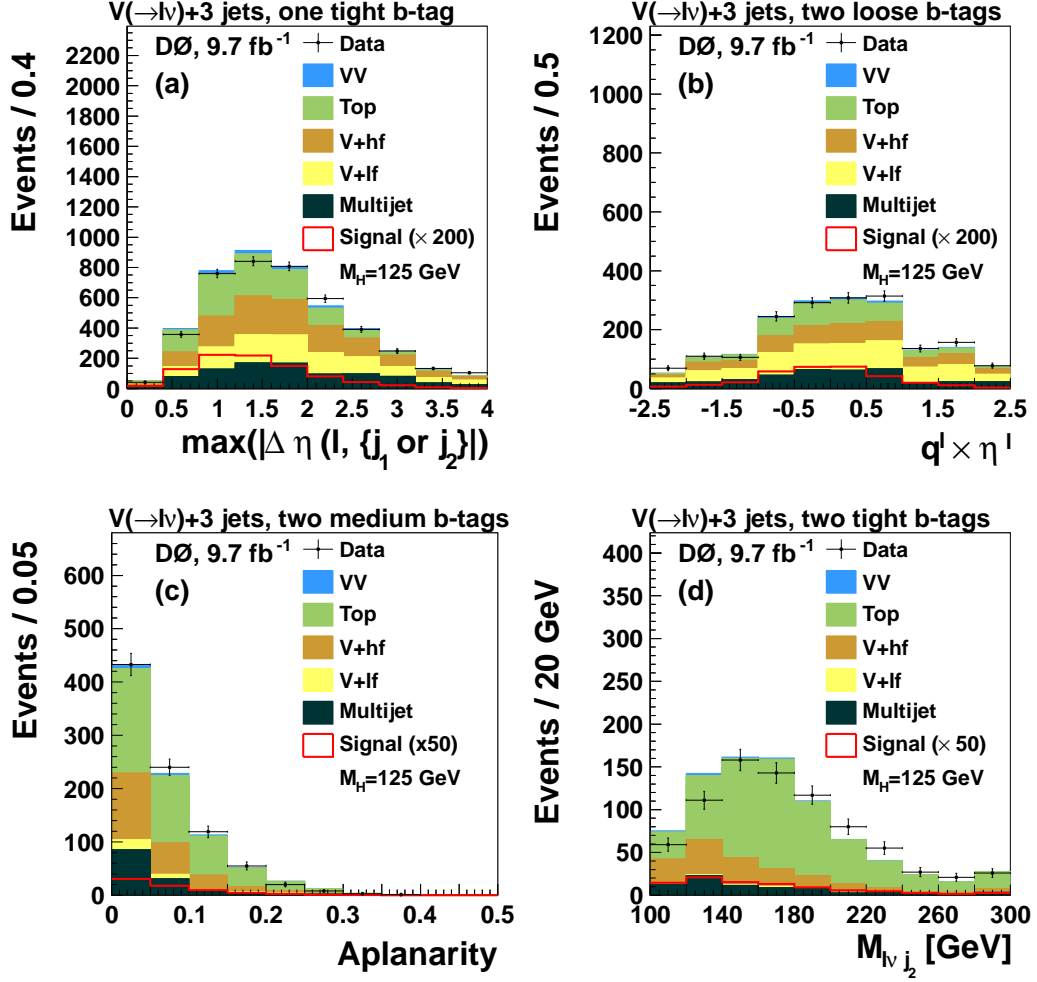 V(→lν)+3 jets, one tight b-tag
DØ, 9.7 fb⁻¹
(a)
Data
VV
Top
V+hf
V+lf
Multijet
Signal (× 200)
M_H=125 GeV
Events / 0.4
2200
2000
1800
1600
1400
1200
1000
800
600
400
200
0
0 0.5 1 1.5 2 2.5 3 3.5 4
max(|Δ η (l, {j₁ or j₂}|)
V(→lν)+3 jets, two loose b-tags
DØ, 9.7 fb⁻¹
(b)
Data
VV
Top
V+hf
V+lf
Multijet
Signal (× 200)
M_H=125 GeV
Events / 0.5
1200
1000
800
600
400
200
0
-2.5 -1.5 -0.5 0.5 1.5 2.5
qˡ × ηˡ
V(→lν)+3 jets, two medium b-tags
DØ, 9.7 fb⁻¹
(c)
Data
VV
Top
V+hf
V+lf
Multijet
Signal (x50)
M_H=125 GeV
Events / 0.05
600
500
400
300
200
100
0
0 0.1 0.2 0.3 0.4 0.5
Aplanarity
V(→lν)+3 jets, two tight b-tags
DØ, 9.7 fb⁻¹
(d)
Data
VV
Top
V+hf
V+lf
Multijet
Signal (× 50)
M_H=125 GeV
Events / 20 GeV
400
350
300
250
200
150
100
50
0
100 140 180 220 260 300
M_lν j₂ [GeV]